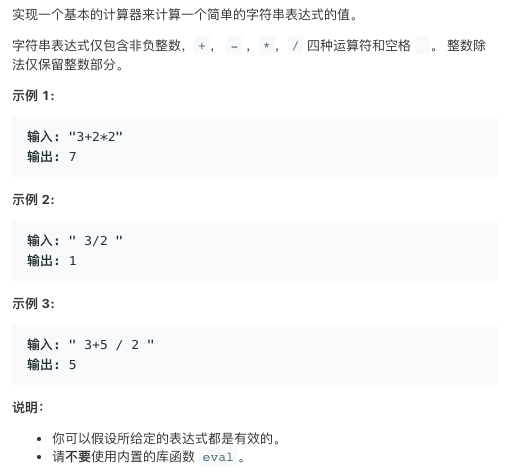 实现一个基本的计算器来计算一个简单的字符串表达式的值。
字符串表达式仅包含非负整数， + ， - ， * ， / 四种运算符和空格 。 整数除
法仅保留整数部分。
示例 1:
输入: "3+2*2"
输出: 7
示例 2:
输入: " 3/2 "
输出: 1
示例 3:
输入: " 3+5 / 2 "
输出: 5
说明：
• 你可以假设所给定的表达式都是有效的。
• 请不要使用内置的库函数 eval 。